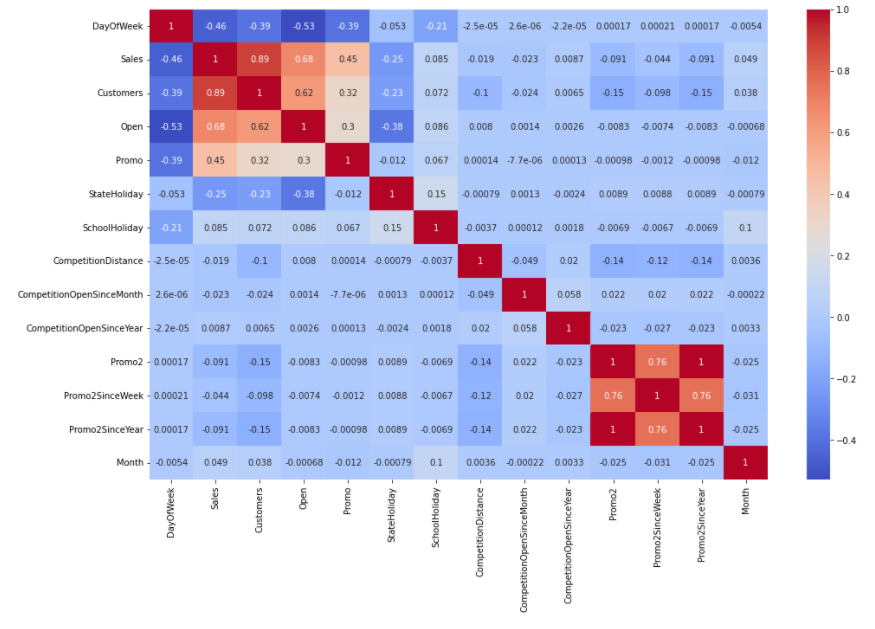 DayOfWeek 1 -0.46 -0.39 -0.53 -0.39 -0.053 -0.21 -2.5e-05 2.6e-06 -2.2e-05 0.00017 0.00021 0.00017 -0.0054
Sales -0.46 1 0.89 0.68 0.45 -0.25 0.085 -0.019 -0.023 0.0087 -0.091 -0.044 -0.091 0.049
Customers -0.39 0.89 1 0.62 0.32 -0.23 0.072 -0.1 -0.024 0.0065 -0.15 -0.098 -0.15 0.038
Open -0.53 0.68 0.62 1 0.3 -0.38 0.086 0.008 0.0014 0.0026 -0.0083 -0.0074 -0.0083 -0.00068
Promo -0.39 0.45 0.32 0.3 1 -0.012 0.067 0.00014 -7.7e-06 0.00013 -0.00098 -0.0012 -0.00098 -0.012
StateHoliday -0.053 -0.25 -0.23 -0.38 -0.012 1 0.15 -0.00079 0.0013 -0.0024 0.0089 0.0088 0.0089 -0.00079
SchoolHoliday -0.21 0.085 0.072 0.086 0.067 0.15 1 -0.0037 0.00012 0.0018 -0.0069 -0.0067 -0.0069 0.1
CompetitionDistance -2.5e-05 -0.019 -0.1 0.008 0.00014 -0.00079 -0.0037 1 -0.049 0.02 -0.14 -0.12 -0.14 0.0036
CompetitionOpenSinceMonth 2.6e-06 -0.023 -0.024 0.0014 -7.7e-06 0.0013 0.00012 -0.049 1 0.058 0.022 0.02 0.022 -0.00022
CompetitionOpenSinceYear -2.2e-05 0.0087 0.0065 0.0026 0.00013 -0.0024 0.0018 0.02 0.058 1 -0.023 -0.027 -0.023 0.0033
Promo2 0.00017 -0.091 -0.15 -0.0083 -0.00098 0.0089 -0.0069 -0.14 0.022 -0.023 1 0.76 1 -0.025
Promo2SinceWeek 0.00021 -0.044 -0.098 -0.0074 -0.0012 0.0088 -0.0067 -0.12 0.02 -0.027 0.76 1 0.76 -0.031
Promo2SinceYear 0.00017 -0.091 -0.15 -0.0083 -0.00098 0.0089 -0.0069 -0.14 0.022 -0.023 1 0.76 1 -0.025
Month -0.0054 0.049 0.038 -0.00068 -0.012 -0.00079 0.1 0.0036 -0.00022 0.0033 -0.025 -0.031 -0.025 1
DayOfWeek
Sales
Customers
Open
Promo
StateHoliday
SchoolHoliday
CompetitionDistance
CompetitionOpenSinceMonth
CompetitionOpenSinceYear
Promo2
Promo2SinceWeek
Promo2SinceYear
Month
1.0
0.8
0.6
0.4
0.2
0.0
−0.2
−0.4